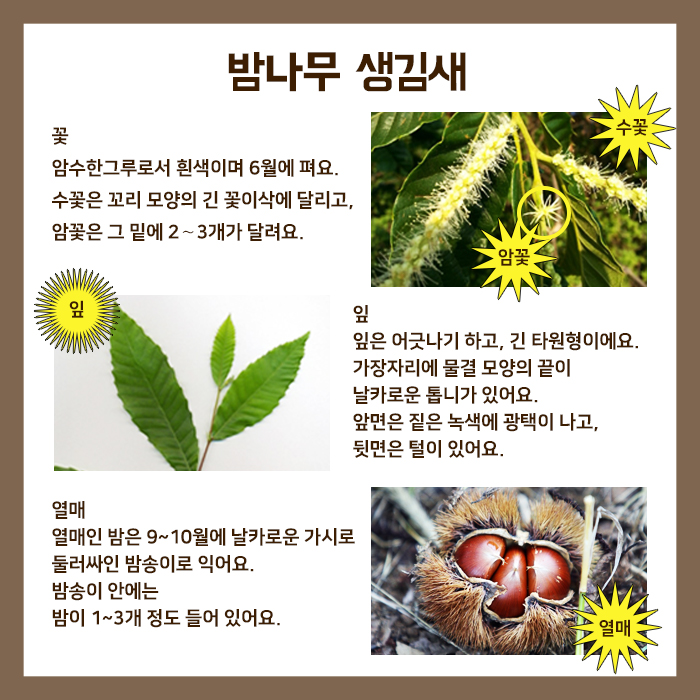 밤나무 생김새
꽃
암수한그루로서 흰색이며 6월에 펴요.
수꽃은 꼬리 모양의 긴 꽃이삭에 달리고,
암꽃은 그 밑에 2～3개가 달려요.
수꽃
암꽃
잎
잎
잎은 어긋나기 하고, 긴 타원형이에요.
가장자리에 물결 모양의 끝이
날카로운 톱니가 있어요.
앞면은 짙은 녹색에 광택이 나고,
뒷면은 털이 있어요.
열매
열매인 밤은 9~10월에 날카로운 가시로
둘러싸인 밤송이로 익어요.
밤송이 안에는
밤이 1~3개 정도 들어 있어요.
열매